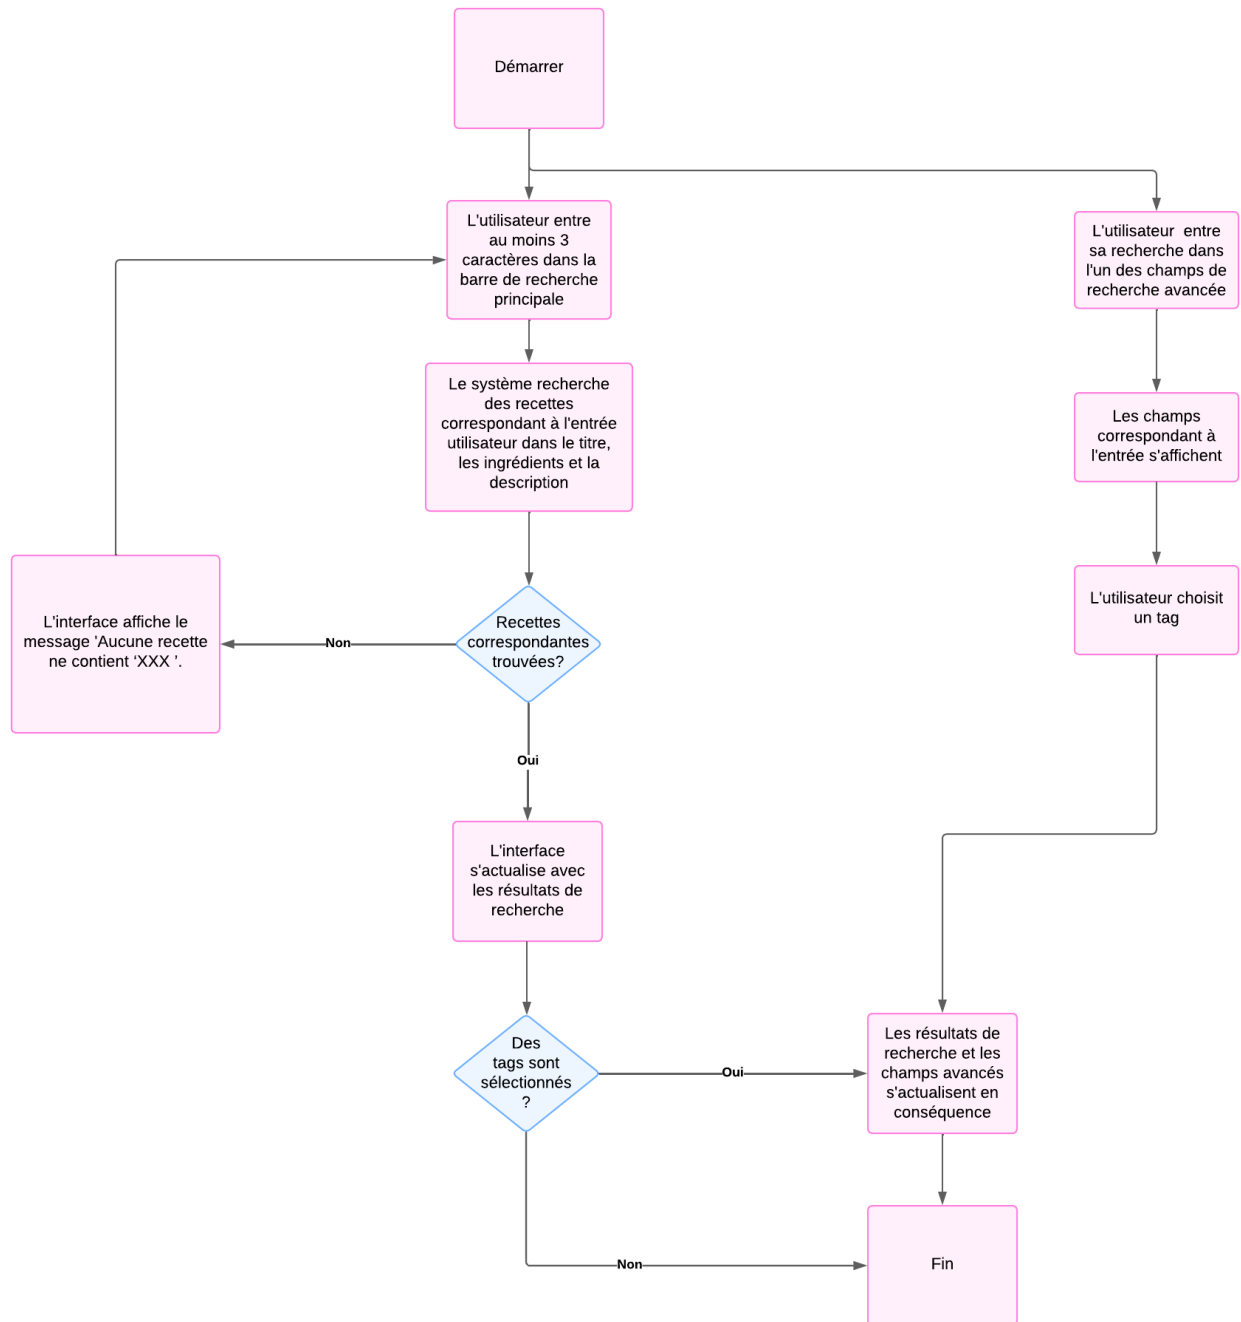 Démarrer
L'utilisateur entre
au moins 3
caractères dans la
barre de recherche
principale
L'utilisateur  entre
sa recherche dans
l'un des champs de
recherche avancée
Le système recherche
des recettes
correspondant à l'entrée
utilisateur dans le titre,
les ingrédients et la
description
Les champs
correspondant à
l'entrée s'affichent
L'interface affiche le
message 'Aucune recette
ne contient ‘XXX ’.
Non
Recettes
correspondantes
trouvées?
L'utilisateur choisit
un tag
Oui
L'interface
s'actualise avec
les résultats de
recherche
Des
tags sont
sélectionnés
?
Oui
Les résultats de
recherche et les
champs avancés
s'actualisent en
conséquence
Non
Fin